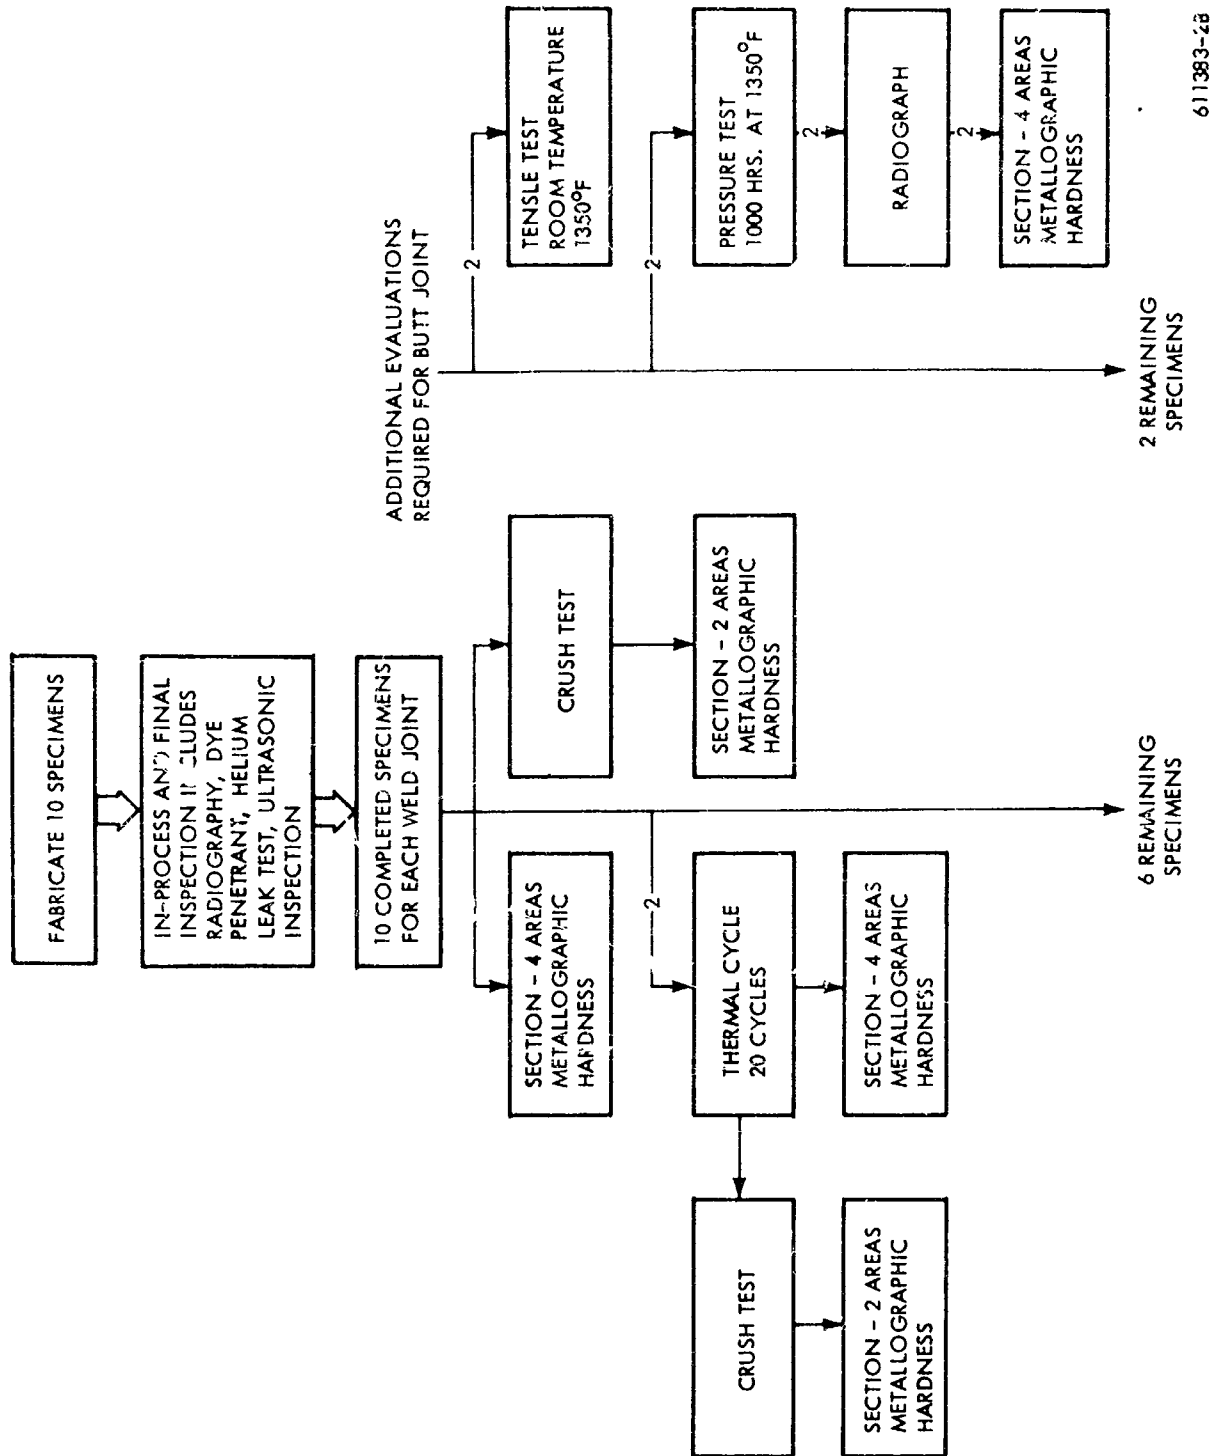 FABRICATE 10 SPECIMENS
IN-PROCESS AND FINAL
INSPECTION INCLUDES
RADIOGRAPHY, DYE
PENETRANT, HELIUM
LEAK TEST, ULTRASONIC
INSPECTION
10 COMPLETED SPECIMENS
FOR EACH WELD JOINT
SECTION - 4 AREAS
METALLOGRAPHIC
HARDNESS
CRUSH TEST
SECTION - 2 AREAS
METALLOGRAPHIC
HARDNESS
2
THERMAL CYCLE
20 CYCLES
SECTION - 4 AREAS
METALLOGRAPHIC
HARDNESS
CRUSH TEST
SECTION - 2 AREAS
METALLOGRAPHIC
HARDNESS
6 REMAINING
SPECIMENS
ADDITIONAL EVALUATIONS
REQUIRED FOR BUTT JOINT
2
TENSLE TEST
ROOM TEMPERATURE
1350°F
2
PRESSURE TEST
1000 HRS. AT 1350°F
2
RADIOGRAPH
2
SECTION - 4 AREAS
METALLOGRAPHIC
HARDNESS
2 REMAINING
SPECIMENS
611383-2B